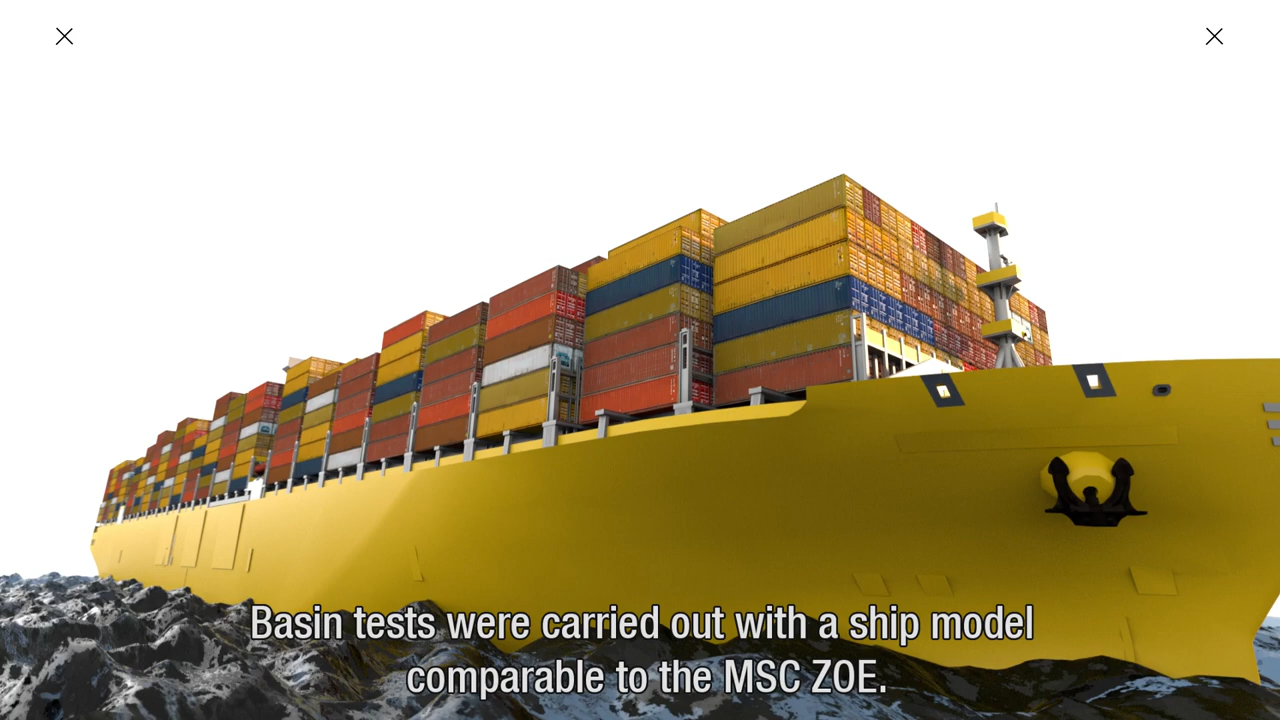 Basin tests were carried out with a ship model
comparable to the MSC ZOE.